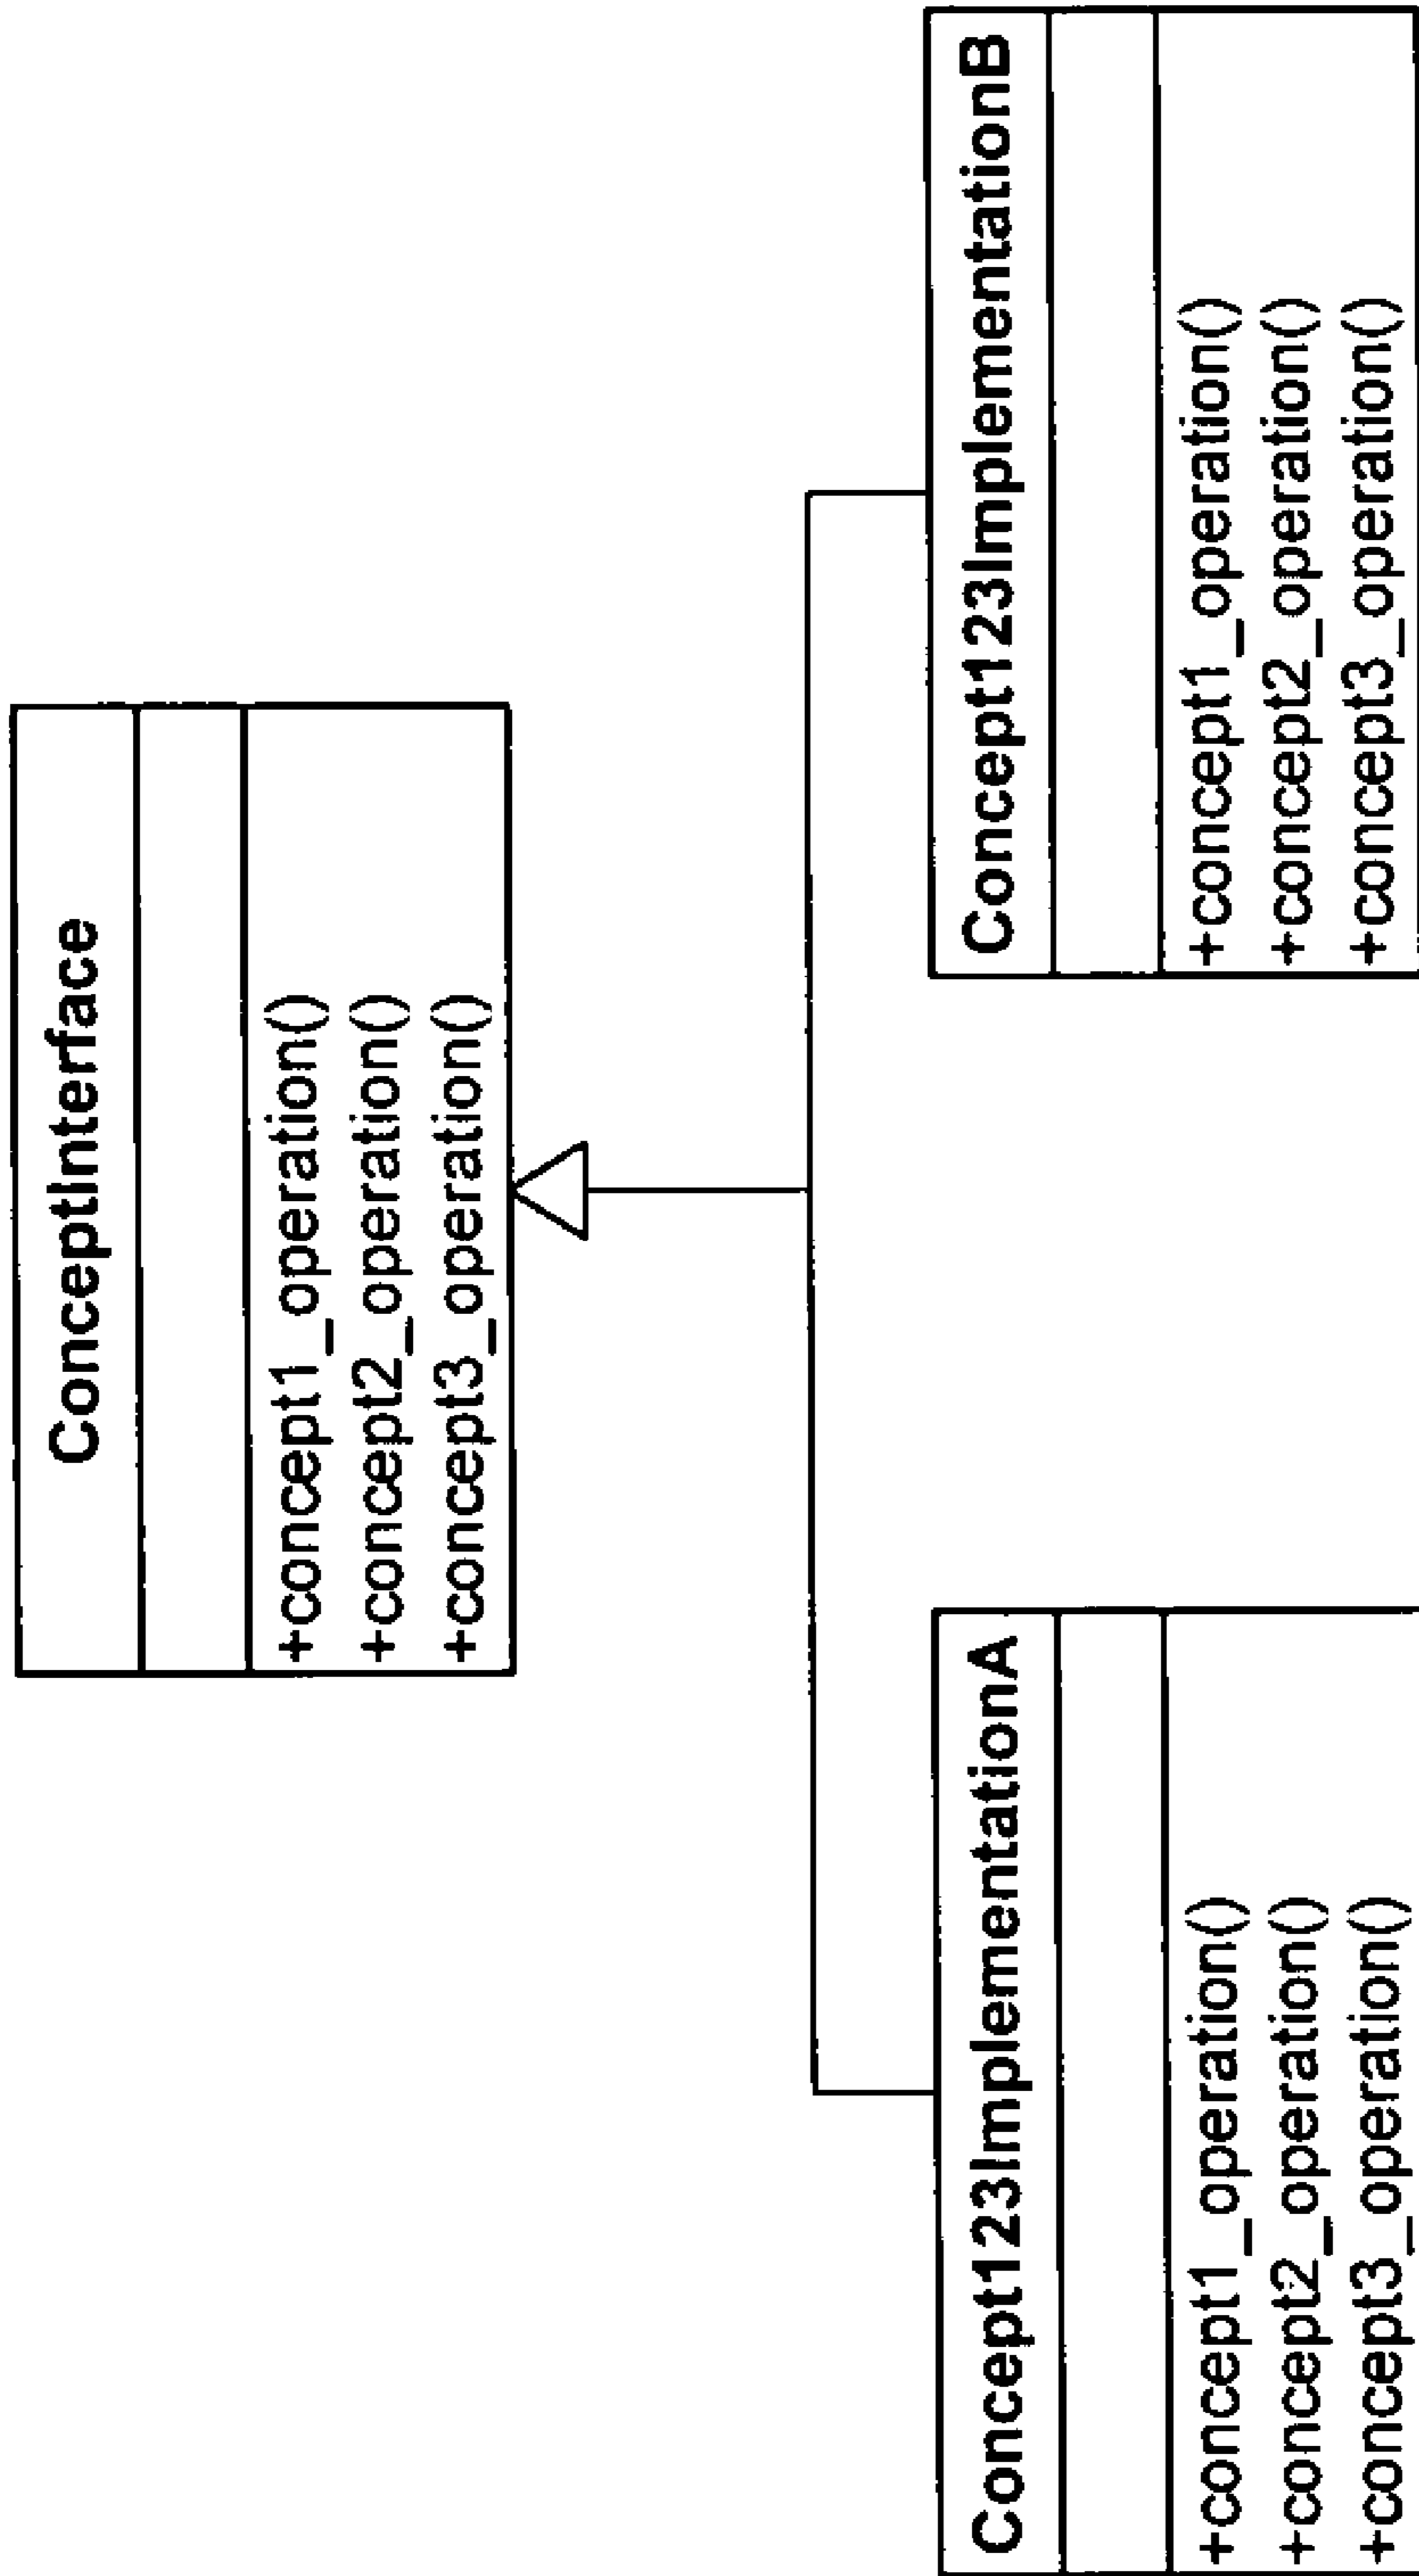 ConceptInterface
+concept1_operation()
+concept2_operation()
+concept3_operation()
Concept123ImplementationA
+concept1_operation()
+concept2_operation()
+concept3_operation()
Concept123ImplementationB
+concept1_operation()
+concept2_operation()
+concept3_operation()